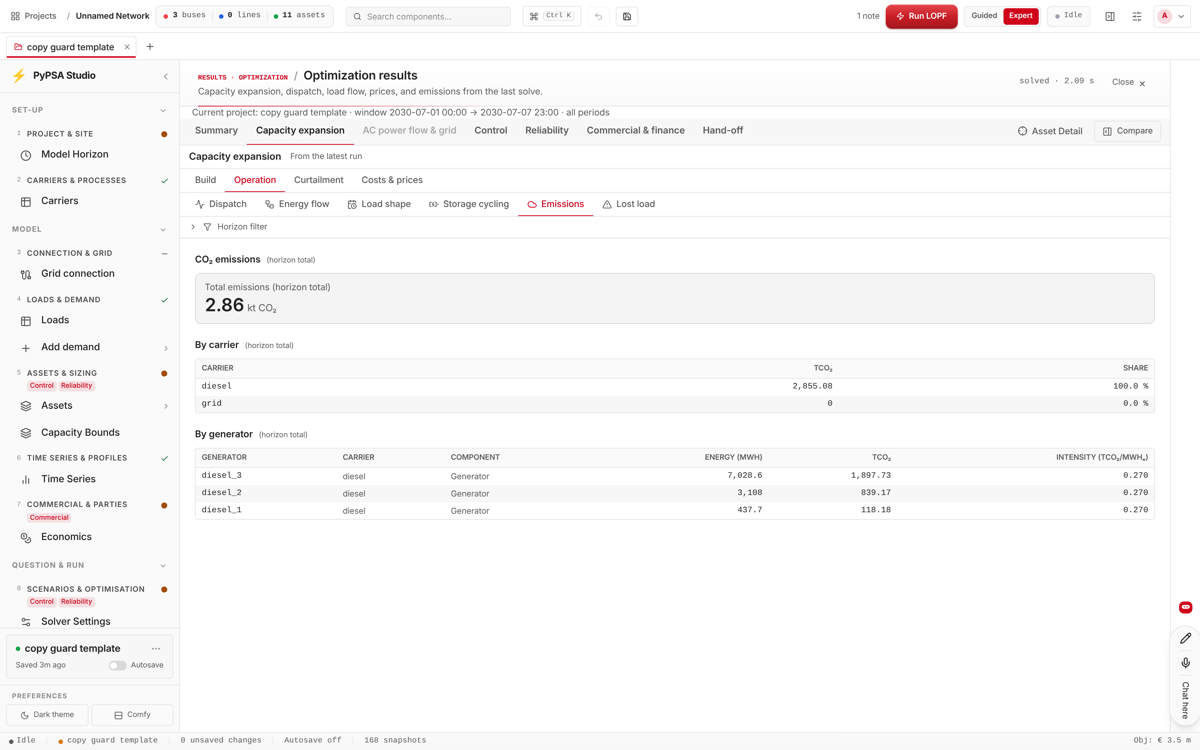 Projects / Unnamed Network 3 buses 0 lines 11 assets Search components... ⌘ Ctrl K 1 note Run LOPF Guided Expert Idle A
copy guard template × +
PyPSA Studio
SET-UP
1 PROJECT & SITE
Model Horizon
2 CARRIERS & PROCESSES
Carriers
MODEL
3 CONNECTION & GRID
Grid connection
4 LOADS & DEMAND
Loads
Add demand
5 ASSETS & SIZING
Control Reliability
Assets
Capacity Bounds
6 TIME SERIES & PROFILES
Time Series
7 COMMERCIAL & PARTIES
Commercial
Economics
QUESTION & RUN
8 SCENARIOS & OPTIMISATION
Control Reliability
Solver Settings
copy guard template ...
Saved 3m ago Autosave
PREFERENCES
Dark theme Comfy
RESULTS · OPTIMIZATION / Optimization results
Capacity expansion, dispatch, load flow, prices, and emissions from the last solve.
solved · 2.09 s Close ×
Current project: copy guard template · window 2030-07-01 00:00 → 2030-07-07 23:00 · all periods
Summary Capacity expansion AC power flow & grid Control Reliability Commercial & finance Hand-off Asset Detail Compare
Capacity expansion From the latest run
Build Operation Curtailment Costs & prices
Dispatch Energy flow Load shape Storage cycling Emissions Lost load
Horizon filter
CO₂ emissions (horizon total)
Total emissions (horizon total)
2.86 kt CO₂
By carrier (horizon total)
CARRIER TCO₂ SHARE
diesel 2,855.08 100.0 %
grid 0 0.0 %
By generator (horizon total)
GENERATOR CARRIER COMPONENT ENERGY (MWH) TCO₂ INTENSITY (TCO₂/MWHₑ)
diesel_3 diesel Generator 7,028.6 1,897.73 0.270
diesel_2 diesel Generator 3,108 839.17 0.270
diesel_1 diesel Generator 437.7 118.18 0.270
Chat here
Idle copy guard template 0 unsaved changes Autosave off 168 snapshots Obj: € 3.5 m